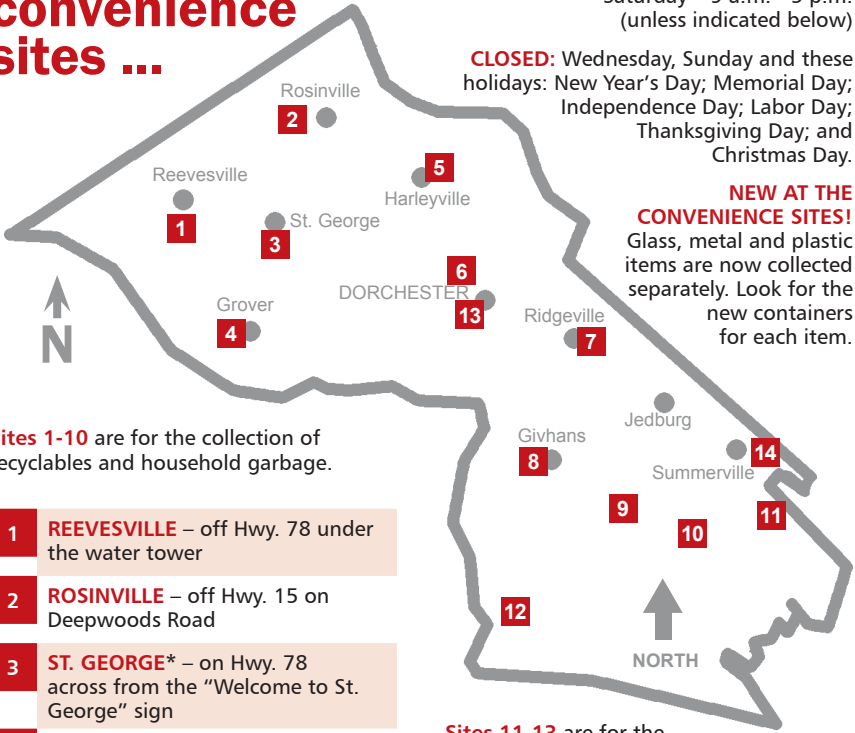 convenience
sites ...
Saturday – 9 a.m. - 5 p.m.
(unless indicated below)
CLOSED: Wednesday, Sunday and these
holidays: New Year’s Day; Memorial Day;
Independence Day; Labor Day;
Thanksgiving Day; and
Christmas Day.
NEW AT THE
CONVENIENCE SITES!
Glass, metal and plastic
items are now collected
separately. Look for the
new containers
for each item.
Rosinville
2
5
Reevesville
Harleyville
1
St. George
3
6
DORCHESTER
13
Grover
4
Ridgeville
7
N
Jedburg
Givhans
8
14
Summerville
9
11
10
12
NORTH
Sites 1-10 are for the collection of
recyclables and household garbage.
1 REEVESVILLE – off Hwy. 78 under
the water tower
2 ROSINVILLE – off Hwy. 15 on
Deepwoods Road
3 ST. GEORGE* – on Hwy. 78
across from the “Welcome to St.
George” sign
Sites 11-13 are for the